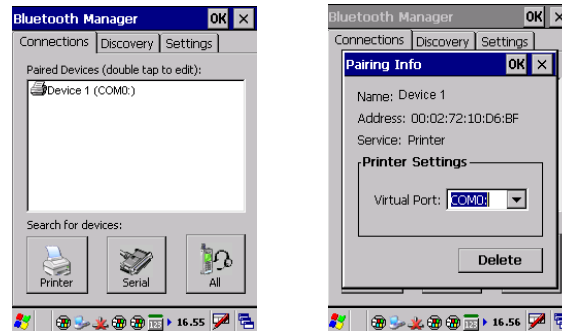 Bluetooth Manager OK
Connections Discovery Settings
Paired Devices (double tap to edit):
Device 1 (COM0:)
Search for devices:
Printer Serial All
16.55
Bluetooth Manager OK
Connections Discovery Settings
Pairing Info OK
Name: Device 1
Address: 00:02:72:10:D6:BF
Service: Printer
Printer Settings
Virtual Port: COM0:
Delete
16.56